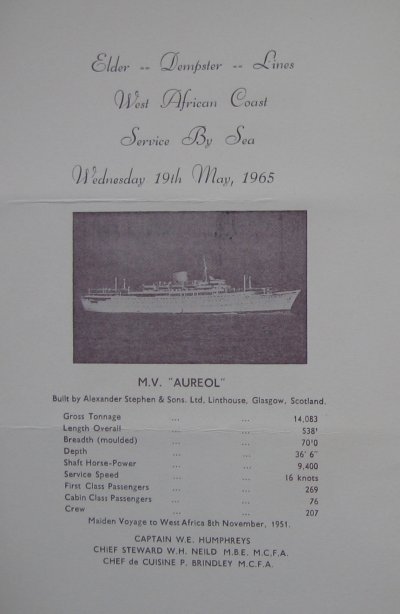 Elder -- Dempster -- Lines
West African Coast
Service By Sea
Wednesday 19th May, 1965
M.V. "AUREOL"
Built by Alexander Stephen & Sons. Ltd. Linthouse, Glasgow, Scotland.
Gross Tonnage ... ... 14,083
Length Overall ... ... 538'
Breadth (moulded) ... ... 70'0
Depth ... ... 36' 6"
Shaft Horse-Power ... ... 9,400
Service Speed ... ... 16 knots
First Class Passengers ... ... 269
Cabin Class Passengers ... ... 76
Crew ... ... 207
Maiden Voyage to West Africa 8th November, 1951.
CAPTAIN W.E. HUMPHREYS
CHIEF STEWARD W.H. NEILD M.B.E. M.C.F.A.
CHEF de CUISINE P. BRINDLEY M.C.F.A.